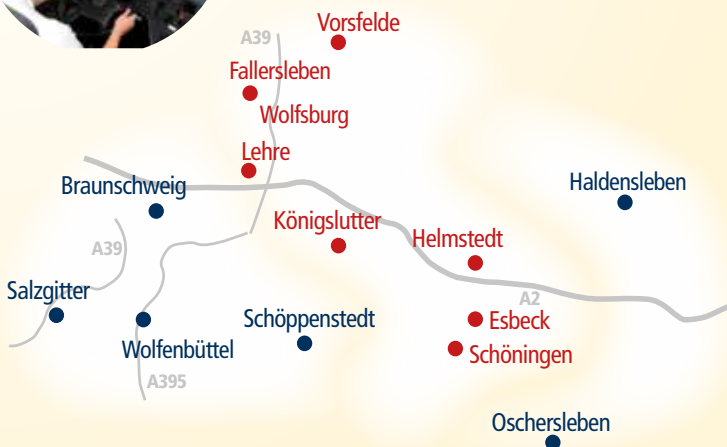 Vorsfelde
A39
Fallersleben
Wolfsburg
Lehre
Braunschweig
Haldensleben
Königslutter
Helmstedt
A39
Salzgitter
A2
Schöppenstedt
Esbeck
Wolfenbüttel
Schöningen
A395
Oschersleben